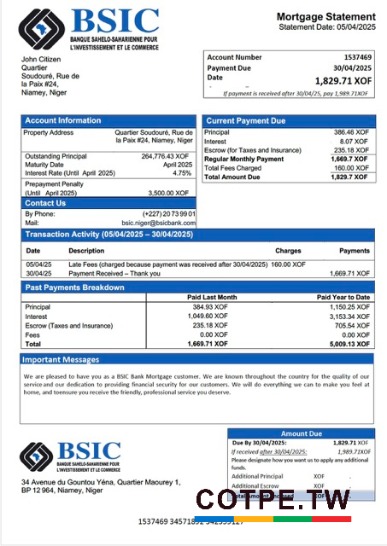 BSIC
BANQUE SAHELO-SAHARIENNE POUR
L'INVESTISSEMENT ET LE COMMERCE
Mortgage Statement
Statement Date: 05/04/2025
John Citizen
Quartier
Soudouré, Rue de
la Paix #24,
Niamey, Niger
Account Number 1537469
Payment Due 30/04/2025
Date 1,829.71 XOF
If payment is received after 30/04/25, pay 1,989.71XOF
Account Information
Property Address Quartier Soudouré, Rue de
la Paix #24, Niamey, Niger
Outstanding Principal 264,776.43 XOF
Maturity Date April 2025
Interest Rate (Until April 2025) 4.75%
Prepayment Penalty
(Until April 2025) 3,500.00 XOF
Current Payment Due
Principal 386.46 XOF
Interest 8.07 XOF
Escrow (for Taxes and Insurance) 235.18 XOF
Regular Monthly Payment 1,669.7 XOF
Total Fees Charged 160.00 XOF
Total Amount Due 1,829.7 XOF
Contact Us
By Phone: (+227) 20 73 99 01
Mail: bsic.niger@bsicbank.com
Transaction Activity (05/04/2025 – 30/04/2025)
Date Description Charges Payments
05/04/25 Late Fees (charged because payment was received after 30/04/2025) 160.00 XOF
30/04/25 Payment Received – Thank you 1,669.71 XOF
Past Payments Breakdown
Paid Last Month Paid Year to Date
Principal 384.93 XOF 1,150.25 XOF
Interest 1,049.60 XOF 3,153.34 XOF
Escrow (Taxes and Insurance) 235.18 XOF 705.54 XOF
Fees 0.00 XOF 0.00 XOF
Total 1,669.71 XOF 5,009.13 XOF
Important Messages
We are pleased to have you as a BSIC Bank Mortgage customer. We are known throughout the country for the quality of
our service and our dedication to providing financial security for our customers. We will do everything we can to make you feel at
home, and to ensure you receive the friendly, professional service you deserve.
BSIC
BANQUE SAHELO-SAHARIENNE POUR
L'INVESTISSEMENT ET LE COMMERCE
34 Avenue du Gountou Yéna, Quartier Maourey 1,
BP 12 964, Niamey, Niger
Amount Due
Due By 30/04/2025: 1,829.71 XOF
If received after 30/04/2025: 1,989.71XOF
Please designate how you want us to apply any additional
funds.
Additional Principal XOF
Additional Escrow XOF
COTPE.TW